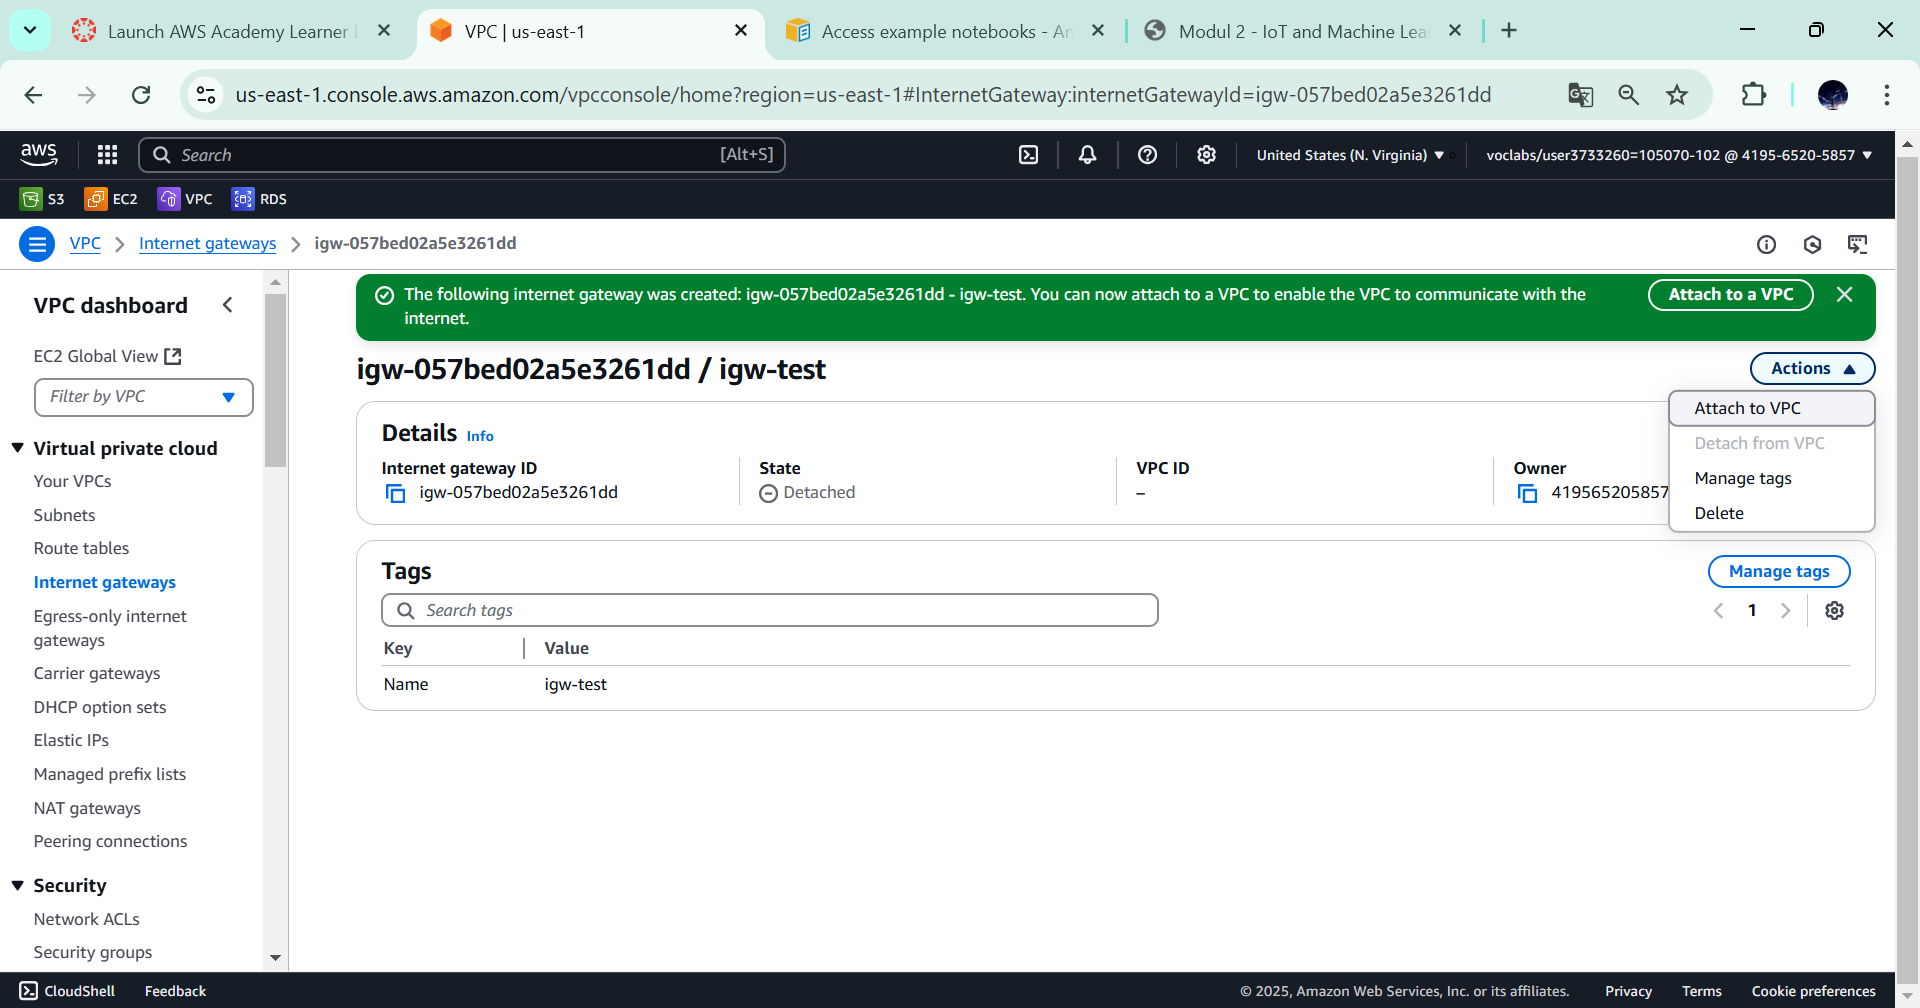 Launch AWS Academy Learner L
VPC | us-east-1
Access example notebooks - Am
Modul 2 - IoT and Machine Lear
us-east-1.console.aws.amazon.com/vpcconsole/home?region=us-east-1#InternetGateway:internetGatewayId=igw-057bed02a5e3261dd
aws
Search
[Alt+S]
United States (N. Virginia)
voclabs/user3733260=105070-102 @ 4195-6520-5857
S3
EC2
VPC
RDS
VPC
Internet gateways
igw-057bed02a5e3261dd
VPC dashboard
EC2 Global View
Filter by VPC
Virtual private cloud
Your VPCs
Subnets
Route tables
Internet gateways
Egress-only internet
gateways
Carrier gateways
DHCP option sets
Elastic IPs
Managed prefix lists
NAT gateways
Peering connections
Security
Network ACLs
Security groups
The following internet gateway was created: igw-057bed02a5e3261dd - igw-test. You can now attach to a VPC to enable the VPC to communicate with the
internet.
Attach to a VPC
igw-057bed02a5e3261dd / igw-test
Actions
Attach to VPC
Detach from VPC
Manage tags
Delete
Details Info
Internet gateway ID
igw-057bed02a5e3261dd
State
Detached
VPC ID
–
Owner
419565205857
Tags
Manage tags
Search tags
1
Key
Value
Name
igw-test
CloudShell
Feedback
© 2025, Amazon Web Services, Inc. or its affiliates.
Privacy
Terms
Cookie preferences